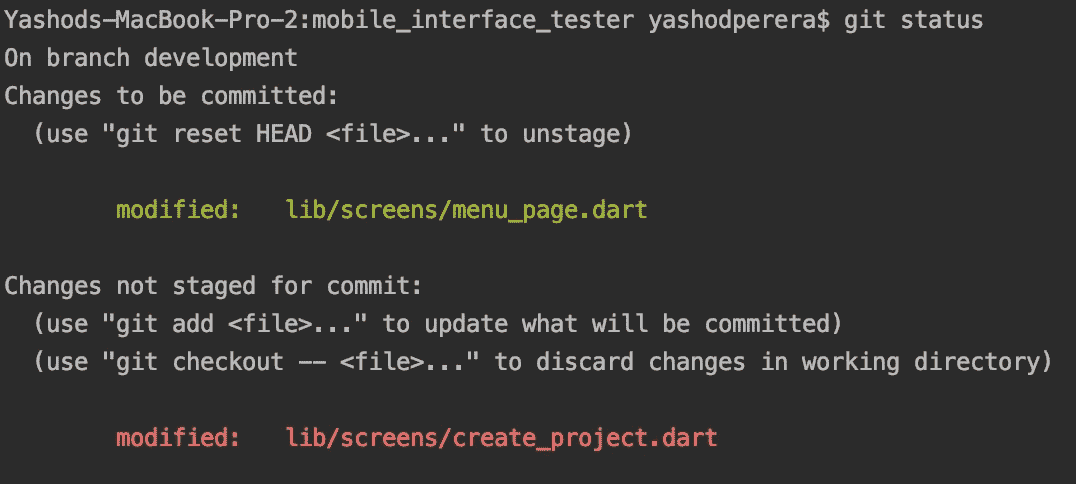 Yashods-MacBook-Pro-2:mobile_interface_tester yashodperera$ git status
On branch development
Changes to be committed:
  (use "git reset HEAD <file>..." to unstage)
        modified:   lib/screens/menu_page.dart
Changes not staged for commit:
  (use "git add <file>..." to update what will be committed)
  (use "git checkout -- <file>..." to discard changes in working directory)
        modified:   lib/screens/create_project.dart